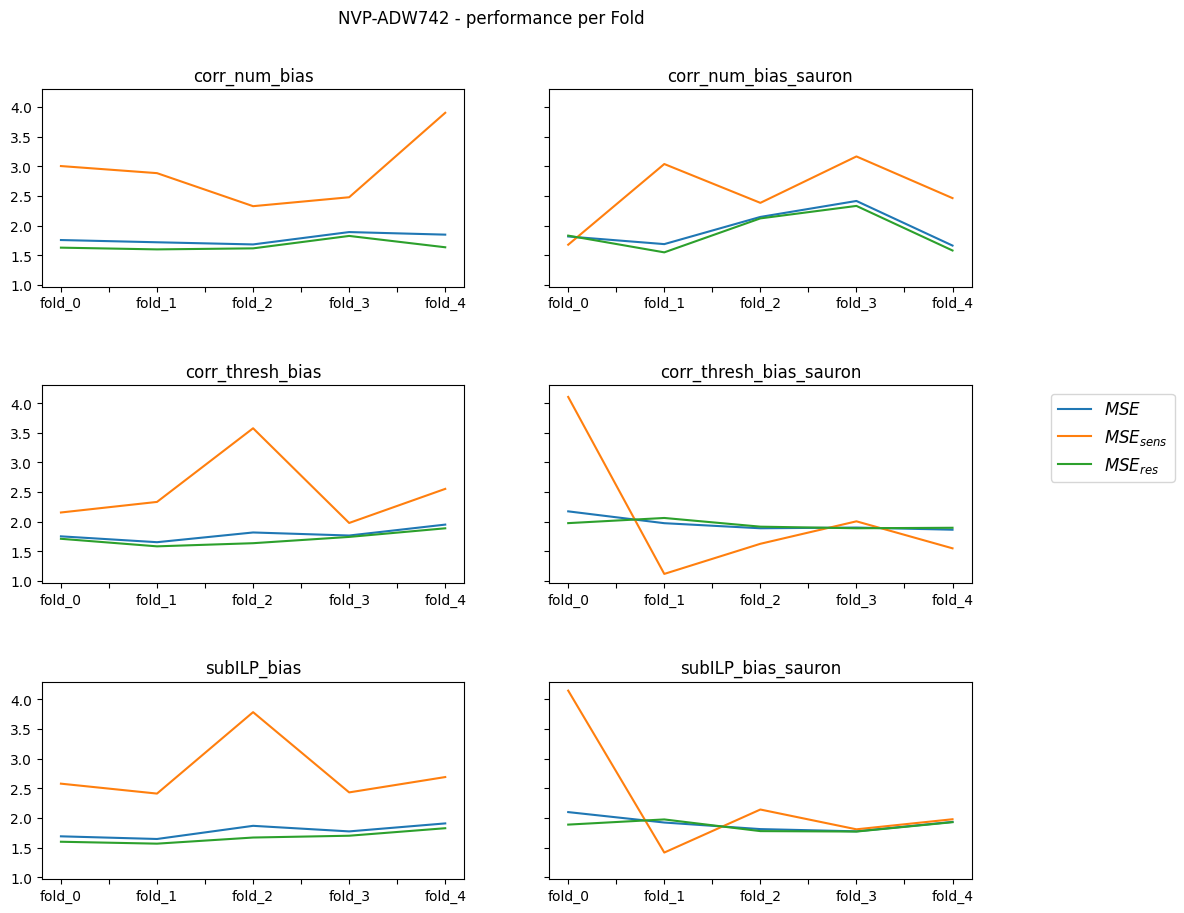 NVP-ADW742 - performance per Fold
corr_num_bias
4.0
3.5
3.0
2.5
2.0
1.5
1.0
fold_0 fold_1 fold_2 fold_3 fold_4
corr_num_bias_sauron
fold_0 fold_1 fold_2 fold_3 fold_4
corr_thresh_bias
4.0
3.5
3.0
2.5
2.0
1.5
1.0
fold_0 fold_1 fold_2 fold_3 fold_4
corr_thresh_bias_sauron
fold_0 fold_1 fold_2 fold_3 fold_4
MSE
MSE_sens
MSE_res
subILP_bias
4.0
3.5
3.0
2.5
2.0
1.5
1.0
fold_0 fold_1 fold_2 fold_3 fold_4
subILP_bias_sauron
fold_0 fold_1 fold_2 fold_3 fold_4